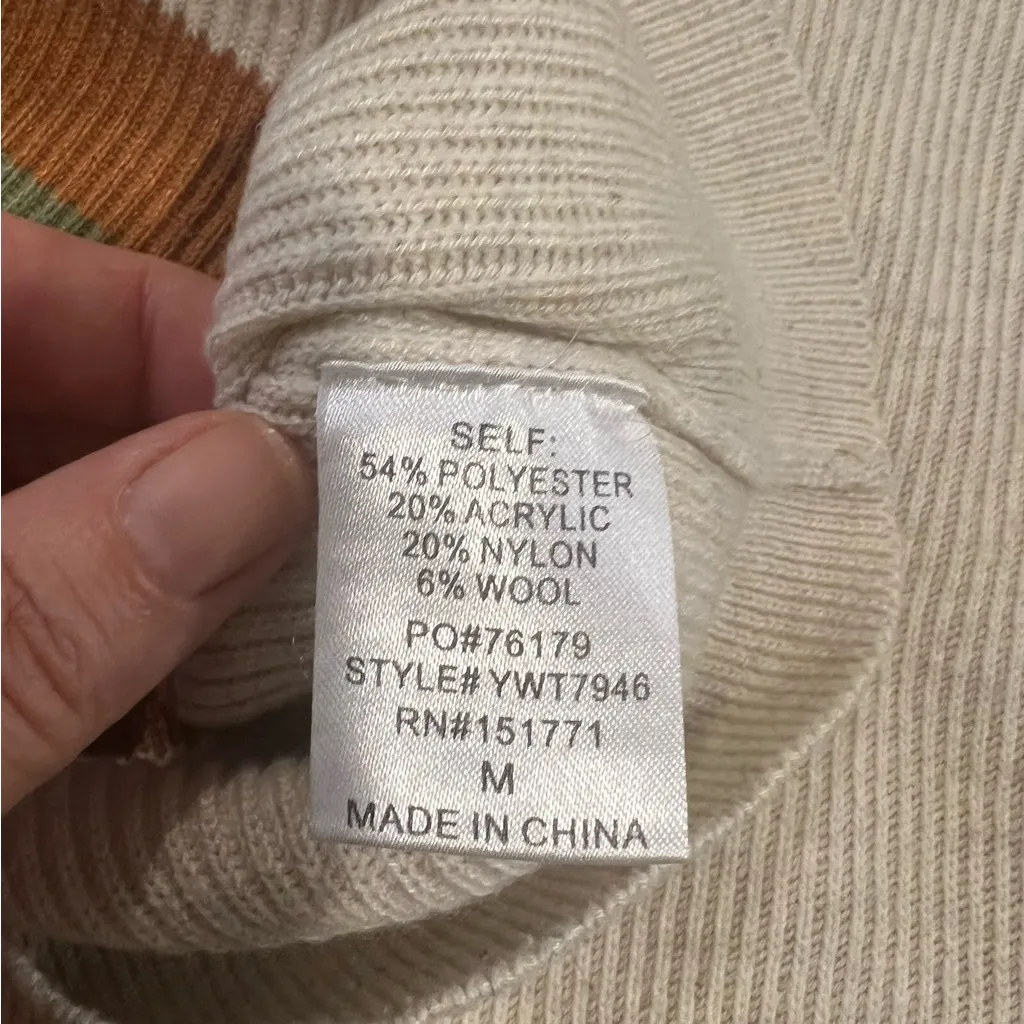 SELF:
54% POLYESTER
20% ACRYLIC
20% NYLON
6% WOOL
PO#76179
STYLE# YWT7946
RN#151771
M
MADE IN CHINA